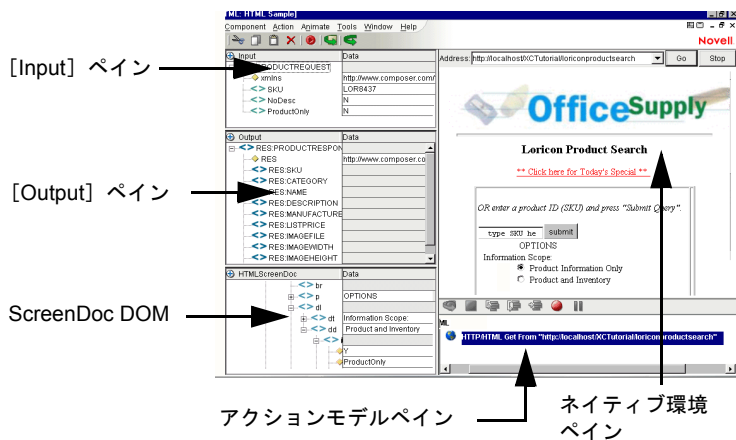 [ML: HTML Sample]
Component Action Animate Tools Window Help
Novell
［Input］ペイン
Input Data
PRODUCTREQUEST
xmlns http://www.composer.com/
SKU LOR8437
NoDesc N
ProductOnly N
［Output］ペイン
Output Data
RES:PRODUCTRESPON
RES http://www.composer.co
RES:SKU
RES:CATEGORY
RES:NAME
RES:DESCRIPTION
RES:MANUFACTURE
RES:LISTPRICE
RES:IMAGEFILE
RES:IMAGEWIDTH
RES:IMAGEHEIGHT
ScreenDoc DOM
HTMLScreenDoc Data
br
p OPTIONS
dl
dt Information Scope:
dd Product and Inventory
Y
ProductOnly
Address: http://localhost/XCTutorial/loriconproductsearch Go Stop
OfficeSupply
Loricon Product Search
** Click here for Today's Special **
OR enter a product ID (SKU) and press "Submit Query".
type SKU he submit
OPTIONS
Information Scope:
Product Information Only
Product and Inventory
HTTP/HTML Get From "http://localhost/XCTutorial/loriconproductsearch"
アクションモデルペイン
ネイティブ環境
ペイン